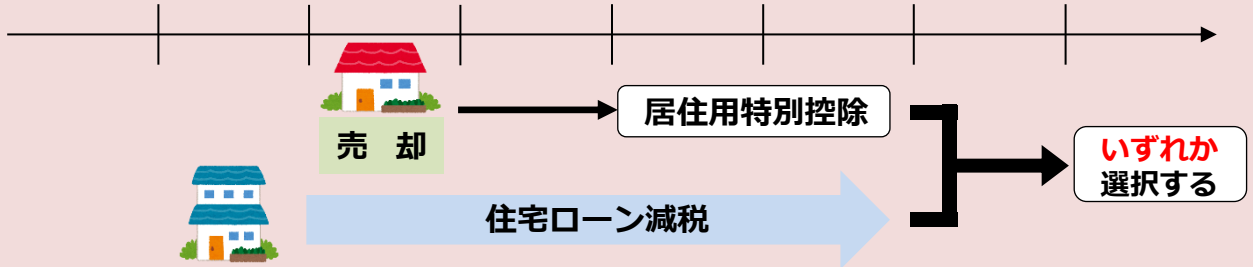 居住用特別控除
売 却
いずれか
選択する
住宅ローン減税